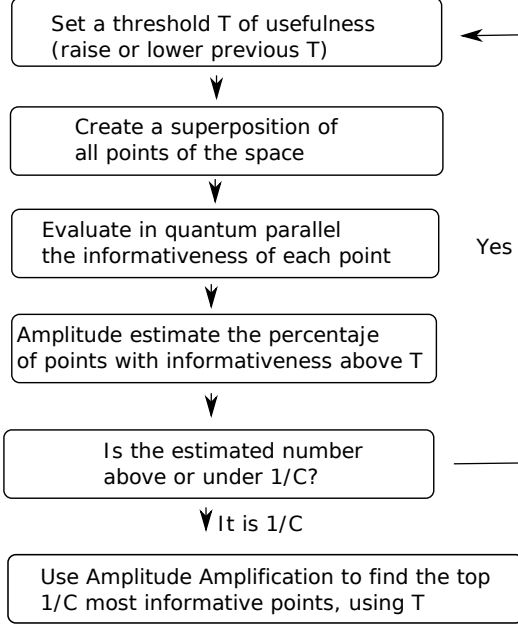 Set a threshold T of usefulness
(raise or lower previous T)
Create a superposition of
all points of the space
Evaluate in quantum parallel
the informativeness of each point
Yes
Amplitude estimate the percentaje
of points with informativeness above T
Is the estimated number
above or under 1/C?
It is 1/C
Use Amplitude Amplification to find the top
1/C most informative points, using T